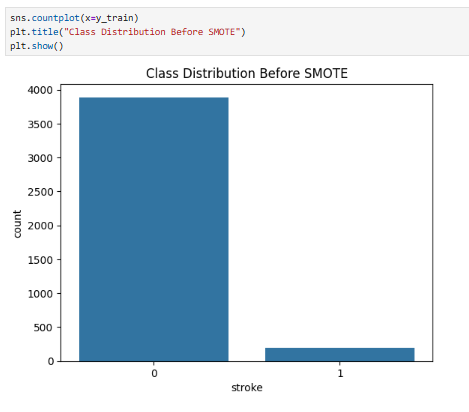 sns.countplot(x=y_train)
plt.title("Class Distribution Before SMOTE")
plt.show()
Class Distribution Before SMOTE
4000
3500
3000
2500
2000
1500
1000
500
0
count
0 1
stroke